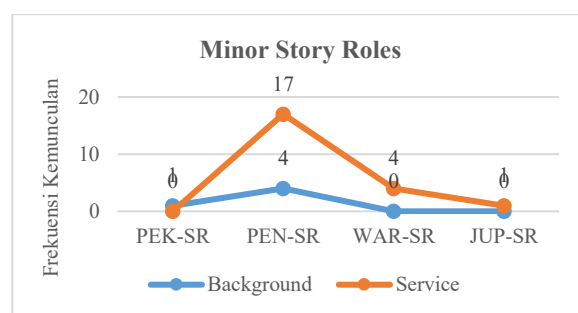 Minor Story Roles
Frekuensi Kemunculan
20
10
0
17
1
0
4
4
0
1
0
PEK-SR PEN-SR WAR-SR JUP-SR
Background Service